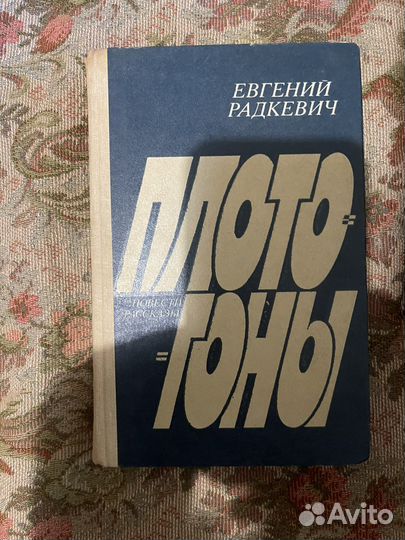 ЕВГЕНИЙ
РАДКЕВИЧ
ПЛОТО=
ПОВЕСТИ
РАССКАЗЫ
=ГОНЫ
Avito